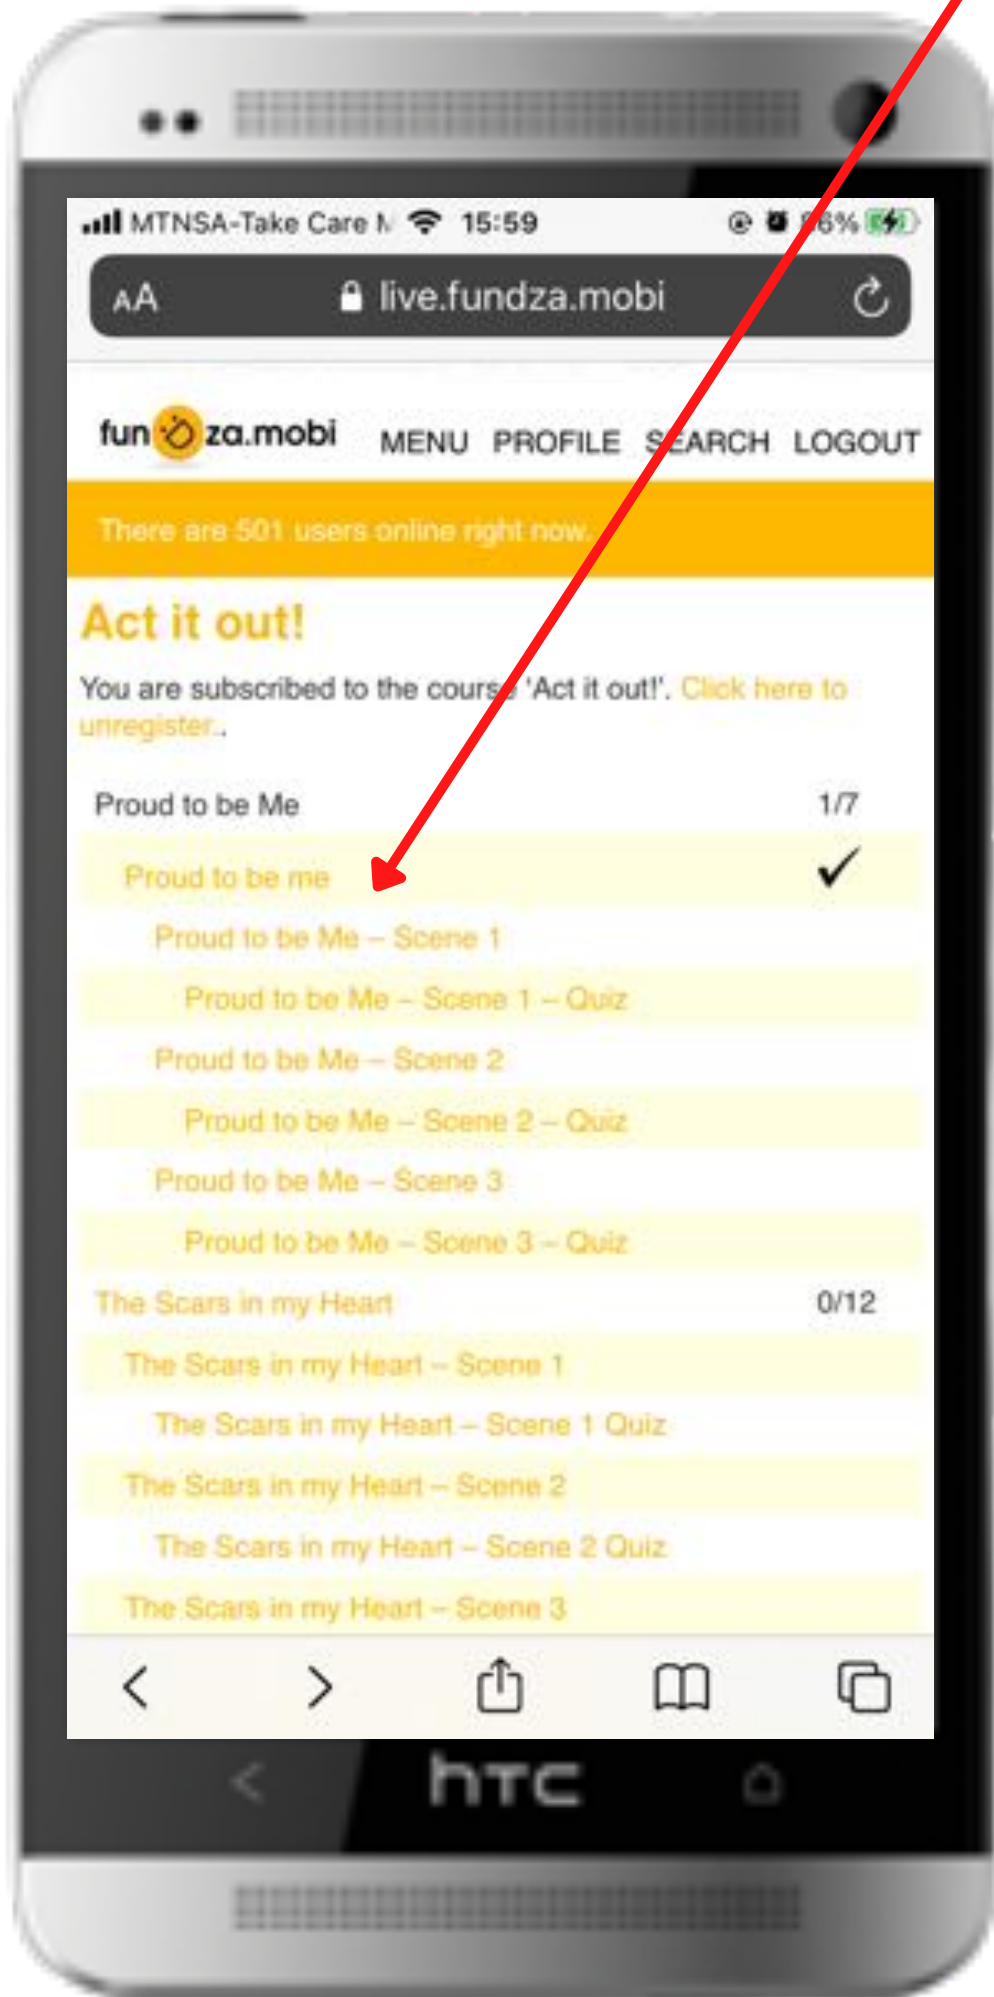 MTNSA-Take Care 15:59 86%
AA live.fundza.mobi
fundza.mobi MENU PROFILE SEARCH LOGOUT
There are 501 users online right now.
Act it out!
You are subscribed to the course 'Act it out!'. Click here to
unregister..
Proud to be Me 1/7
Proud to be me
Proud to be Me – Scene 1
Proud to be Me – Scene 1 – Quiz
Proud to be Me – Scene 2
Proud to be Me – Scene 2 – Quiz
Proud to be Me – Scene 3
Proud to be Me – Scene 3 – Quiz
The Scars in my Heart 0/12
The Scars in my Heart – Scene 1
The Scars in my Heart – Scene 1 Quiz
The Scars in my Heart – Scene 2
The Scars in my Heart – Scene 2 Quiz
The Scars in my Heart – Scene 3
hTC